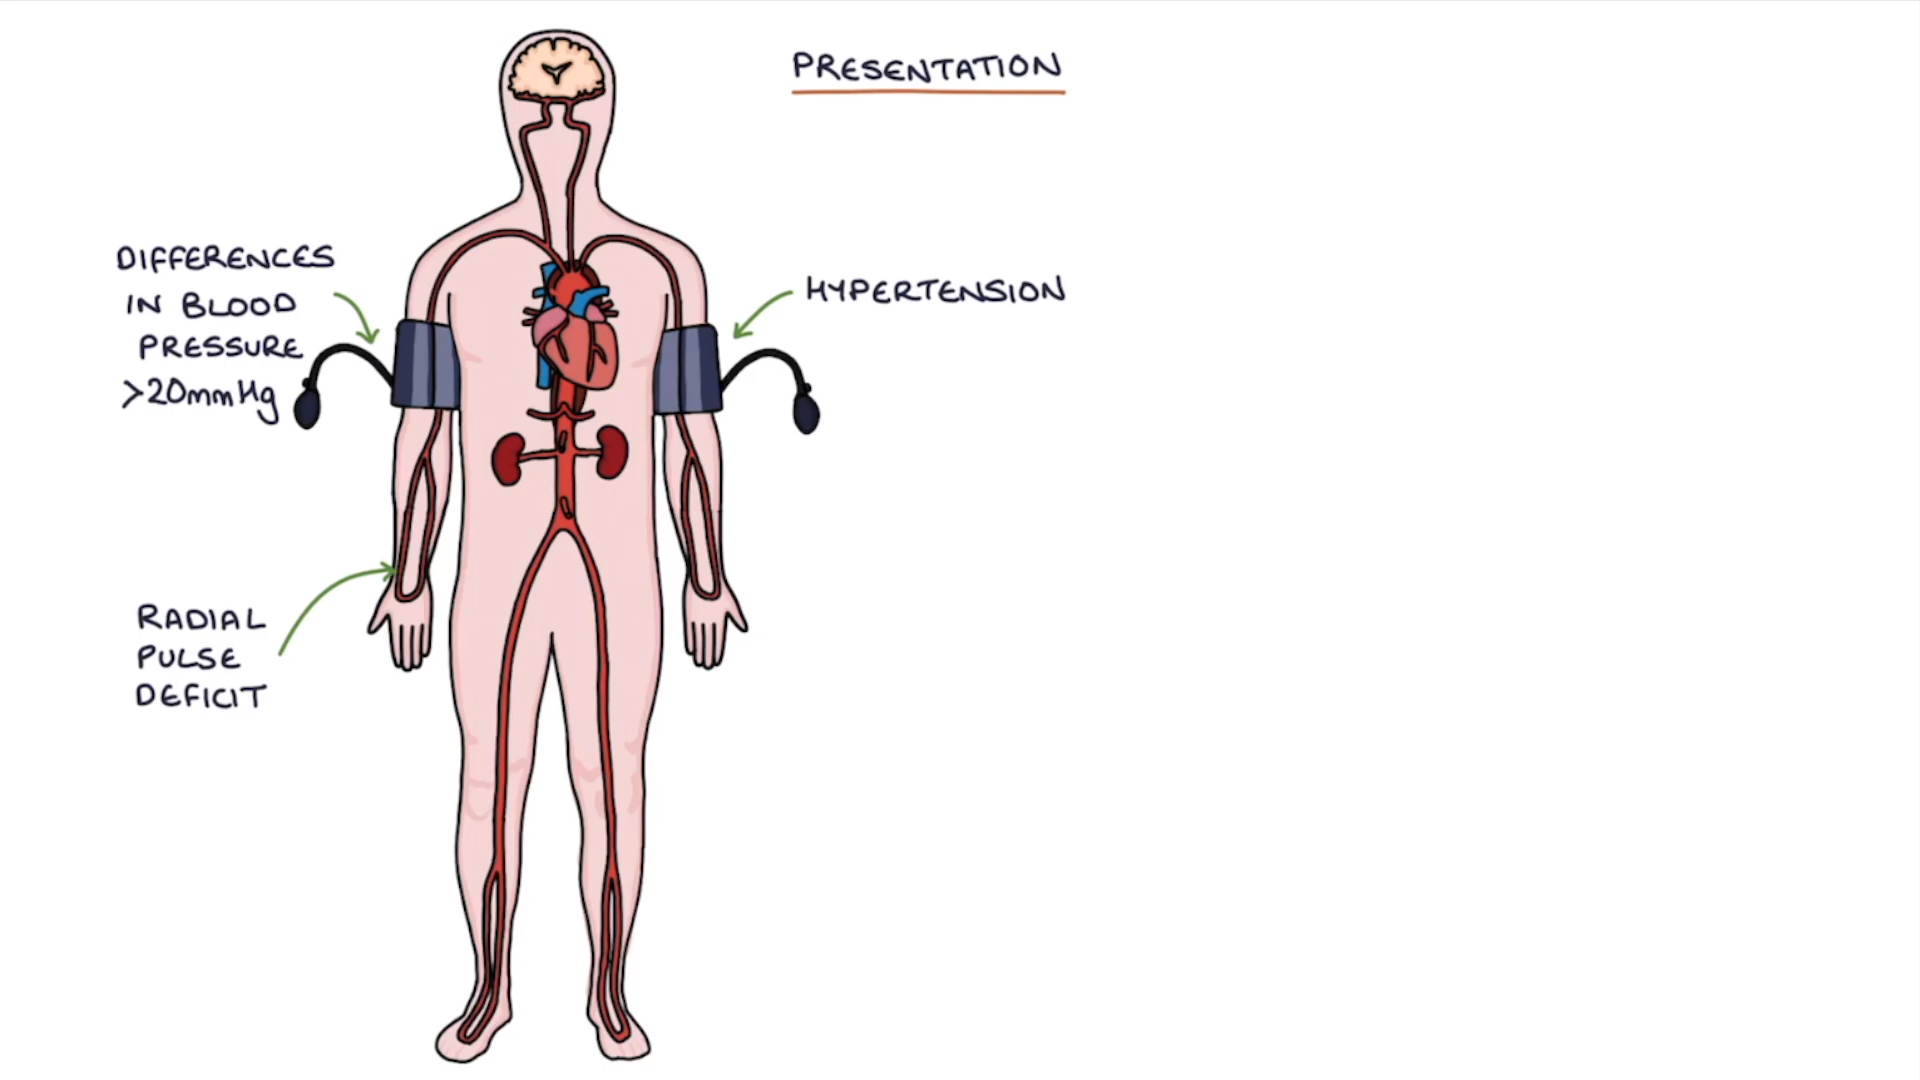 PRESENTATION
DIFFERENCES
IN BLOOD
PRESSURE
>20mmHg
HYPERTENSION
RADIAL
PULSE
DEFICIT